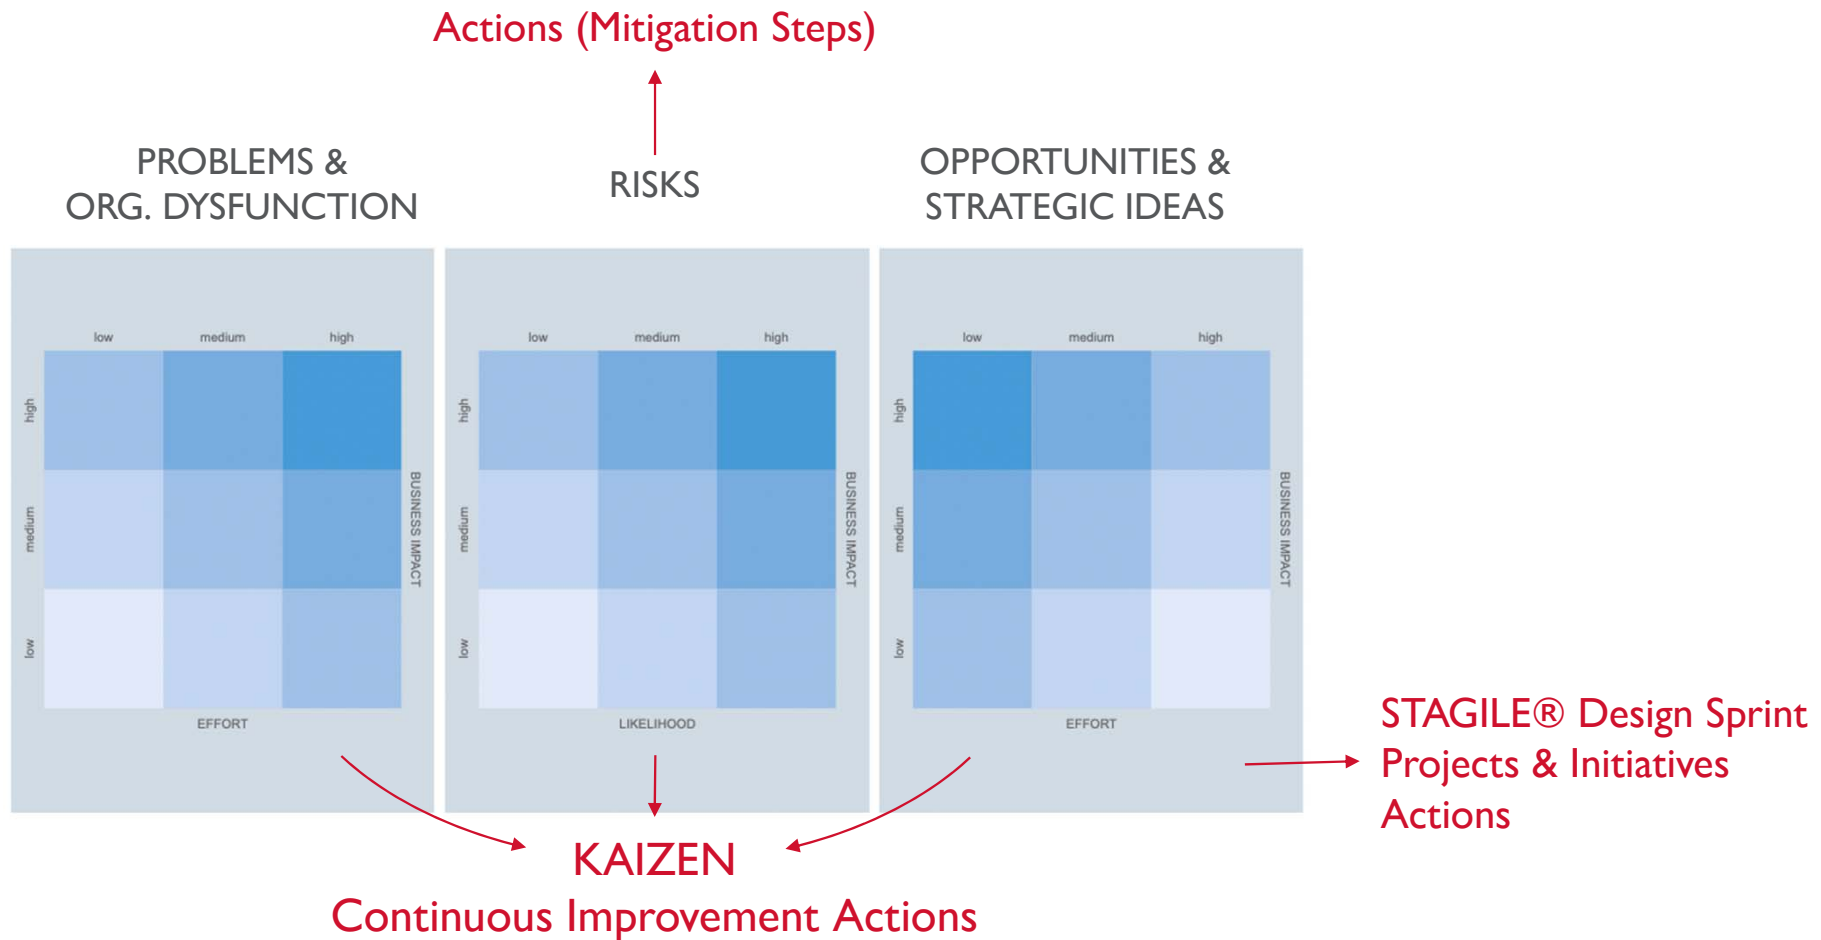 Actions (Mitigation Steps)
PROBLEMS &
ORG. DYSFUNCTION
RISKS
OPPORTUNITIES &
STRATEGIC IDEAS
low medium high
high
medium
low
BUSINESS IMPACT
EFFORT
low medium high
high
medium
low
BUSINESS IMPACT
LIKELIHOOD
low medium high
high
medium
low
BUSINESS IMPACT
EFFORT
STAGILE® Design Sprint
Projects & Initiatives
Actions
KAIZEN
Continuous Improvement Actions